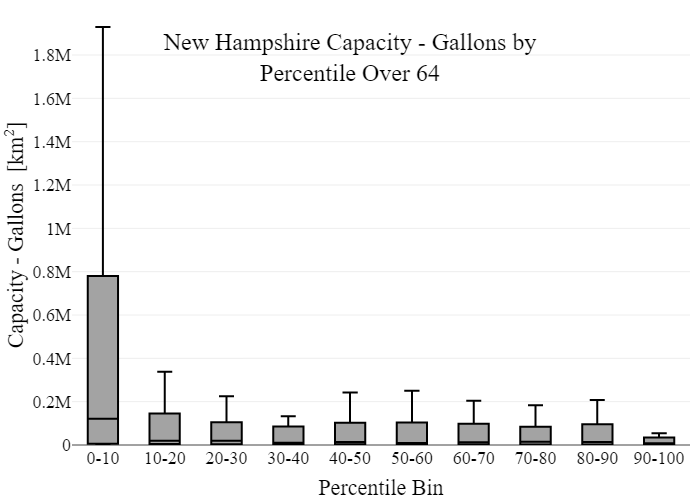 New Hampshire Capacity - Gallons by
Percentile Over 64
Capacity - Gallons [km²]
1.8M
1.6M
1.4M
1.2M
1M
0.8M
0.6M
0.4M
0.2M
0
0-10 10-20 20-30 30-40 40-50 50-60 60-70 70-80 80-90 90-100
Percentile Bin